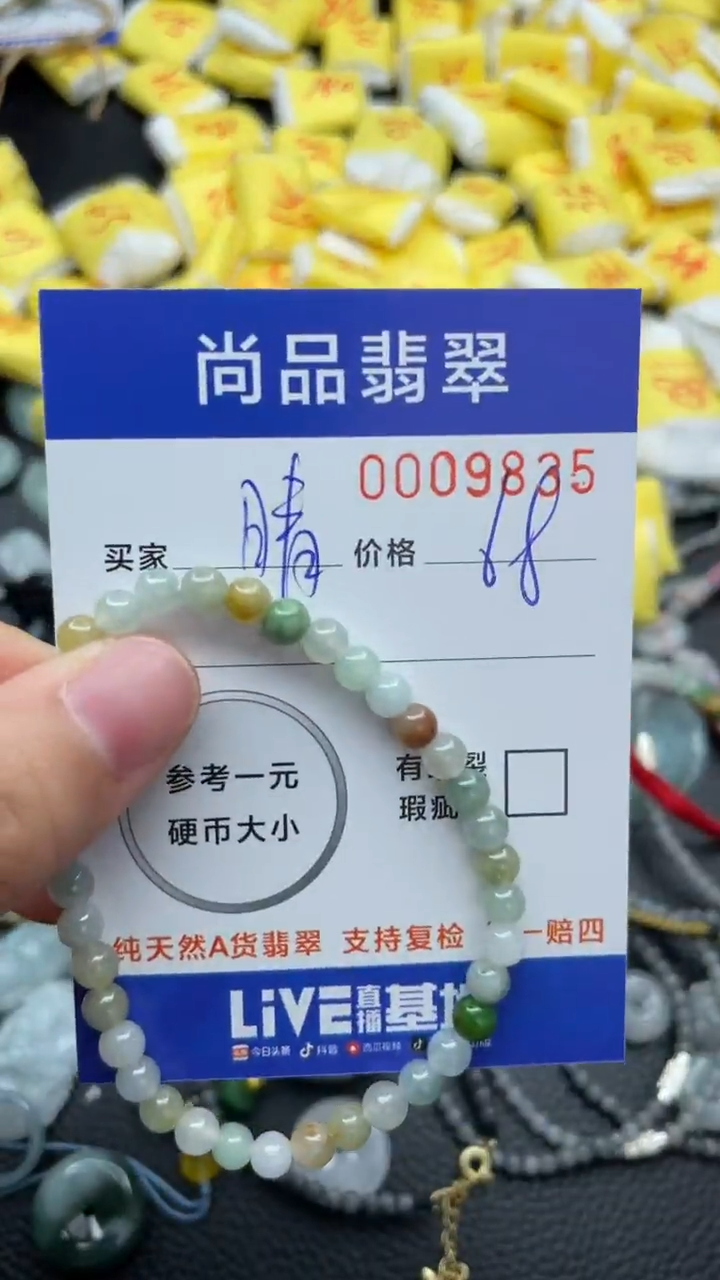 尚品翡翠
0009835
买家 晴 价格 68
参考一元
硬币大小
有 裂
瑕疵
纯天然A货翡翠 支持复检 一赔四
LiVE直播基地
今日头条 抖音 西瓜视频